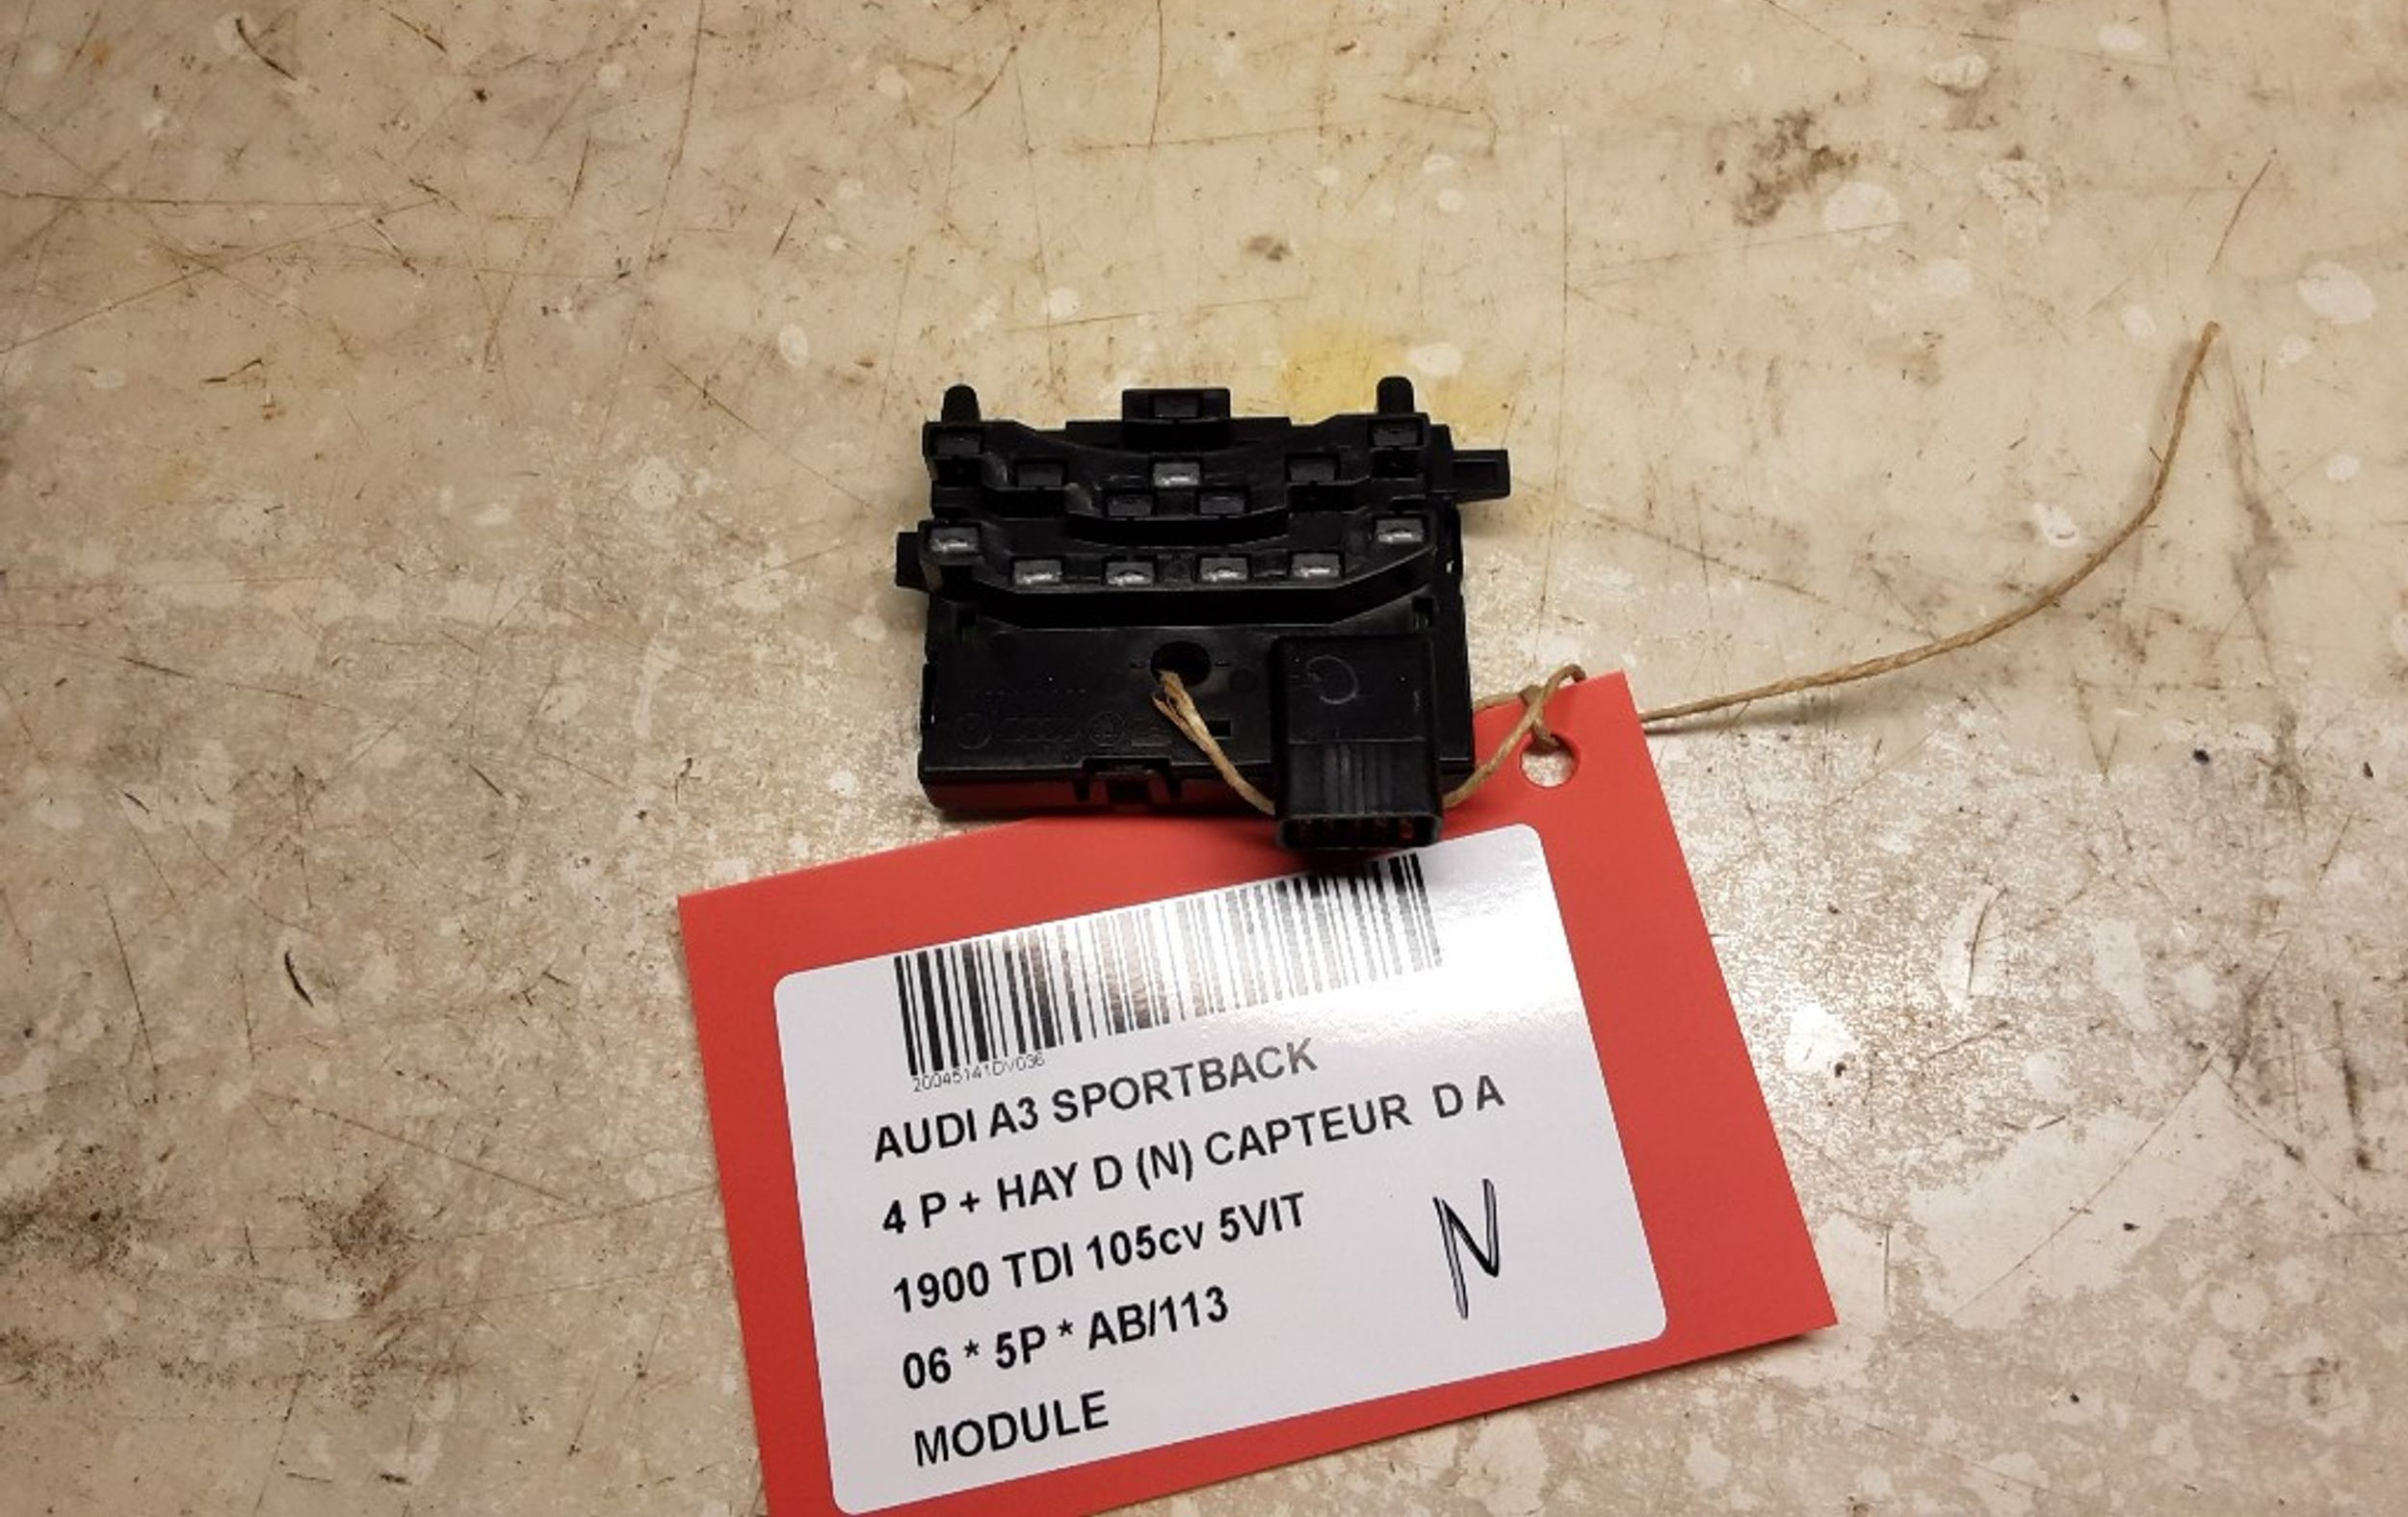 20045141DV036
AUDI A3 SPORTBACK
4 P + HAY D (N) CAPTEUR D A
1900 TDI 105cv 5VIT
N
06 * 5P * AB/113
MODULE